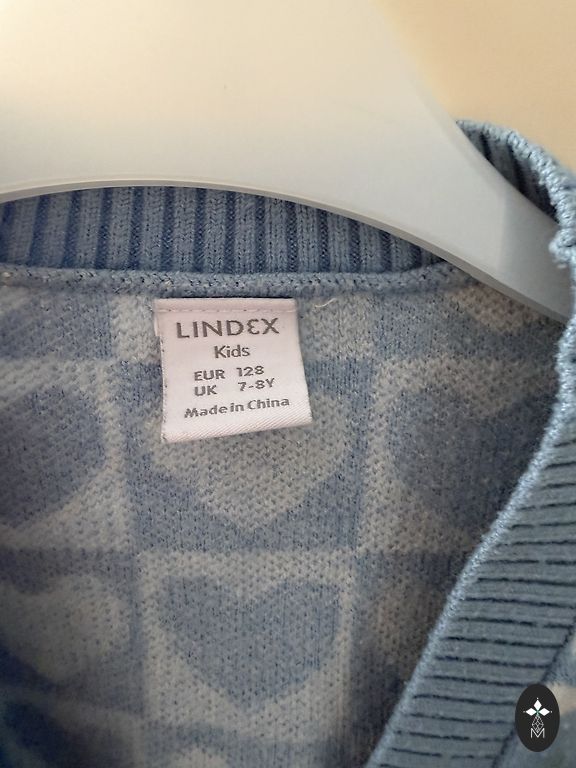 LINDEX
Kids
EUR 128
UK 7-8Y
Made in China
M